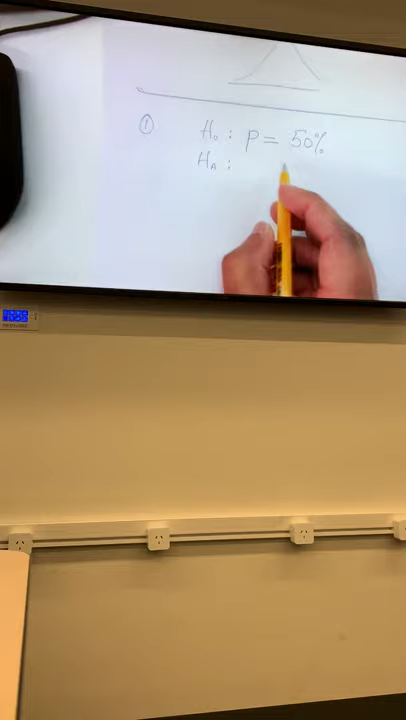 ① H₀ : P = 50%
Hₐ :